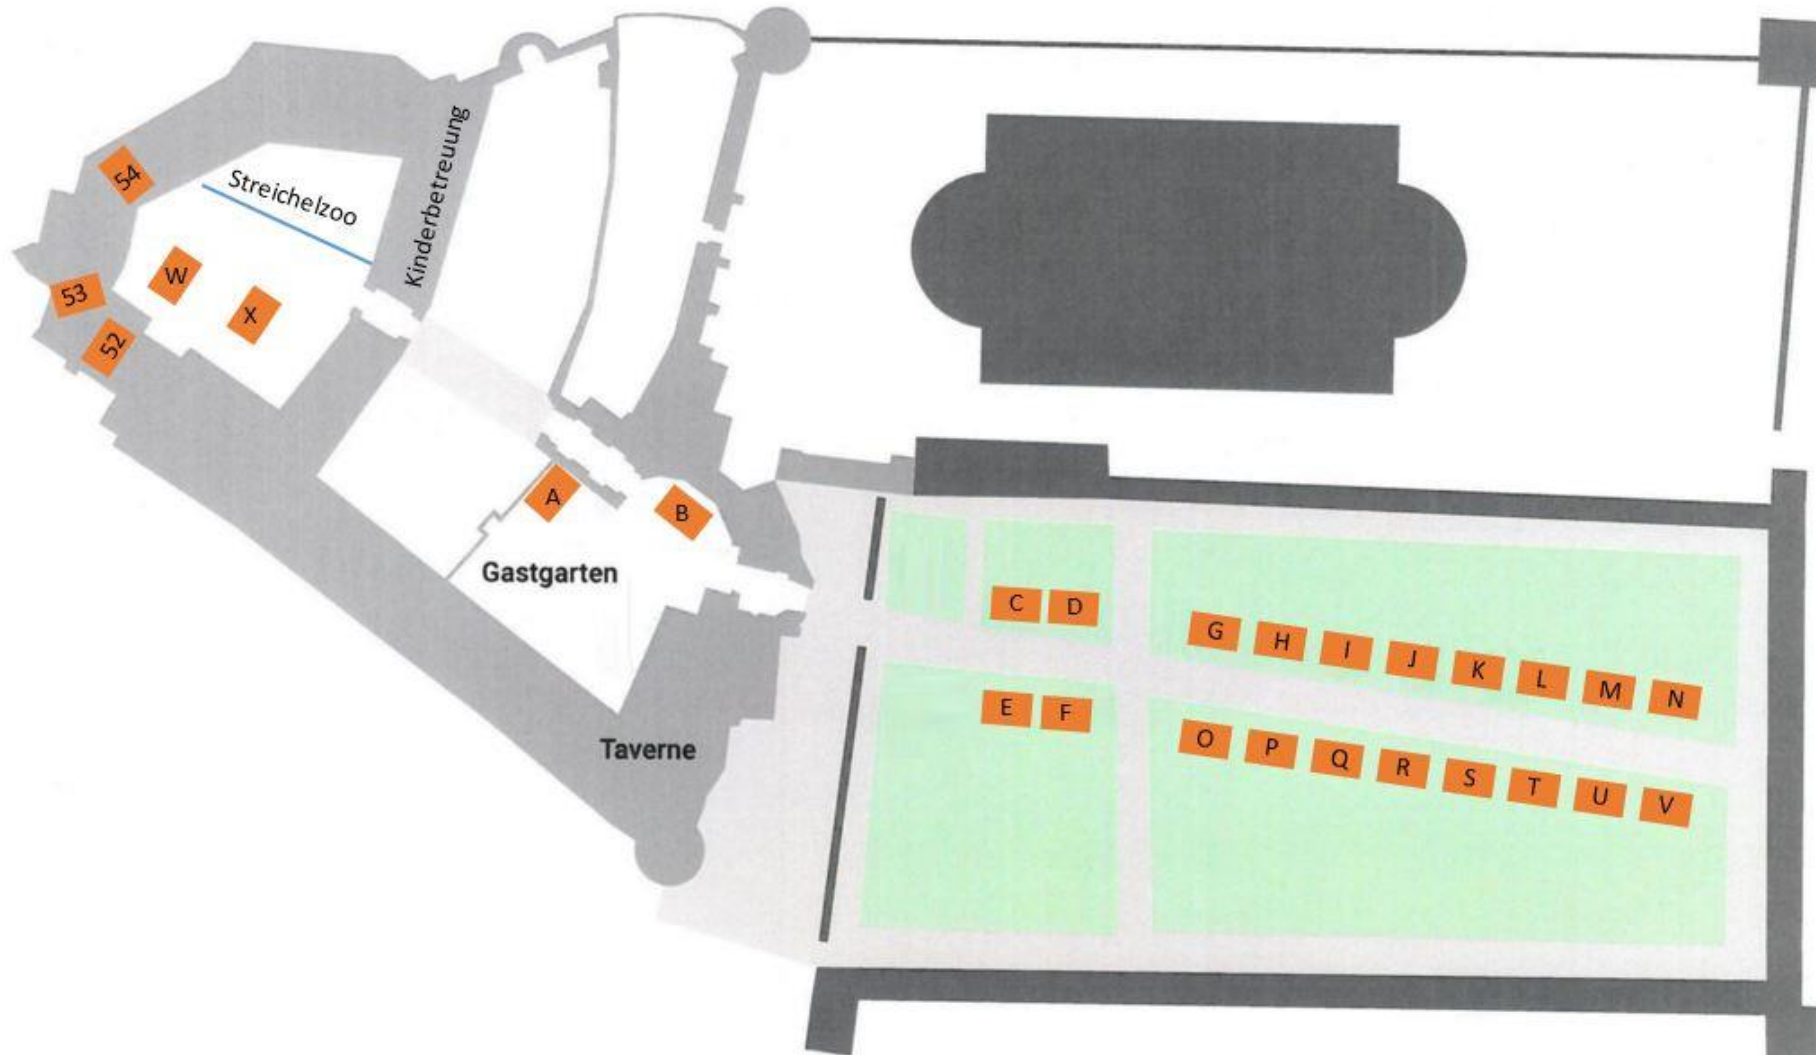 Kinderbetreuung
54
Streichelzoo
W
53
X
52
A
B
Gastgarten
C
D
G
H
I
J
K
L
M
N
E
F
O
P
Q
R
S
T
U
V
Taverne